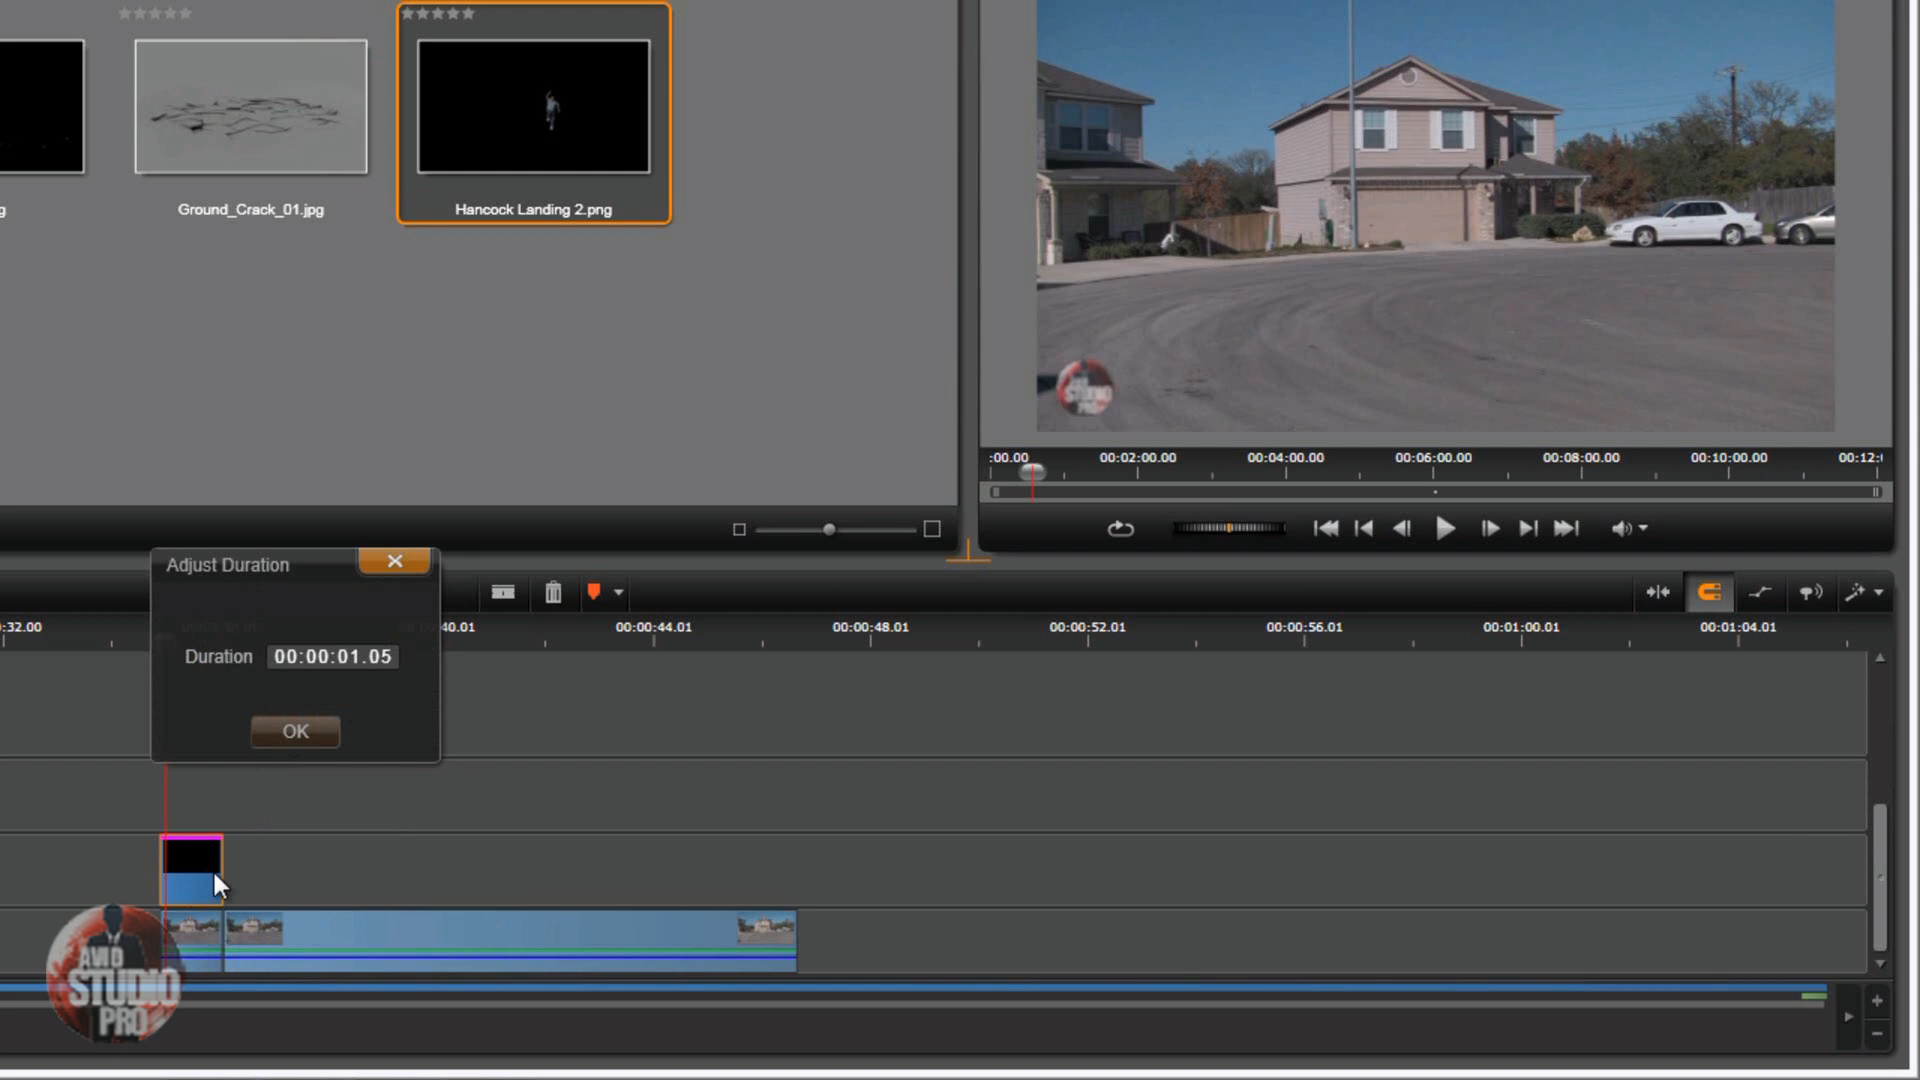 g
Ground_Crack_01.jpg
Hancock Landing 2.png
STUDIO
PRO
:00.00
00:02:00.00
00:04:00.00
00:06:00.00
00:08:00.00
00:10:00.00
00:12:
Adjust Duration
Duration 00:00:01.05
OK
:32.00
40.01
00:00:44.01
00:00:48.01
00:00:52.01
00:00:56.01
00:01:00.01
00:01:04.01
AVID
STUDIO
PRO